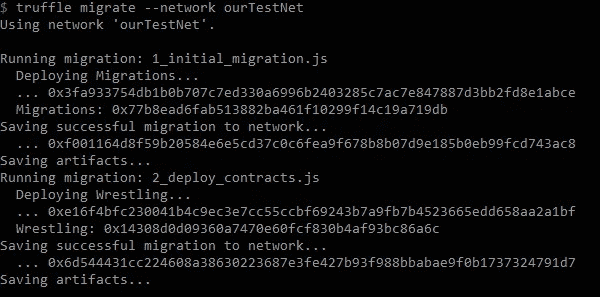 $ truffle migrate --network ourTestNet
Using network 'ourTestNet'.
Running migration: 1_initial_migration.js
Deploying Migrations...
... 0x3fa933754db1b0b707c7ed330a6996b2403285c7ac7e847887d3bb2fd8e1abce
Migrations: 0x77b8ead6fab513882ba461f10299f14c19a719db
Saving successful migration to network...
... 0xf001164d8f59b20584e6e5cd37c0c6fea9f678b8b07d9e185b0eb99fcd743ac8
Saving artifacts...
Running migration: 2_deploy_contracts.js
Deploying Wrestling...
... 0xe16f4bfc230041b4c9ec3e7cc55ccbf69243b7a9fb7b4523665edd658aa2a1bf
Wrestling: 0x14308d0d09360a7470e60fcf830b4af93bc86a6c
Saving successful migration to network...
... 0x6d544431cc224608a38630223687e3fe427b93f988bbabae9f0b1737324791d7
Saving artifacts...